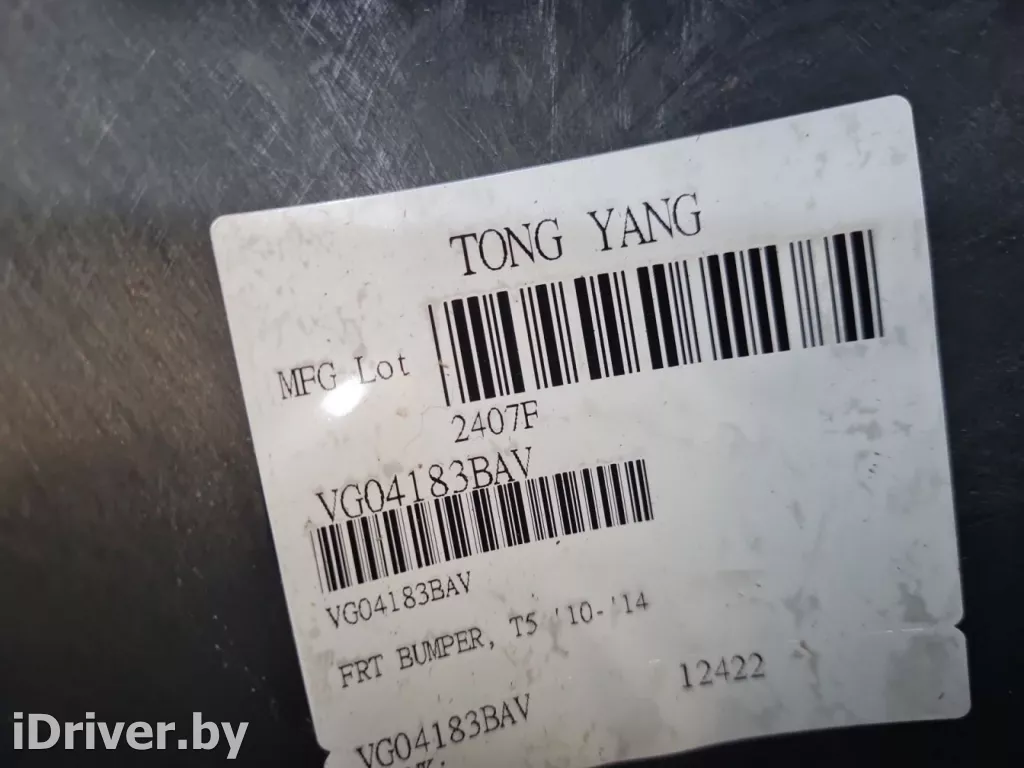 TONG YANG
MFG Lot
2407F
VG04183BAV
VG04183BAV
FRT BUMPER, T5 '10-'14
12422
VG04183BAV
iDriver.by